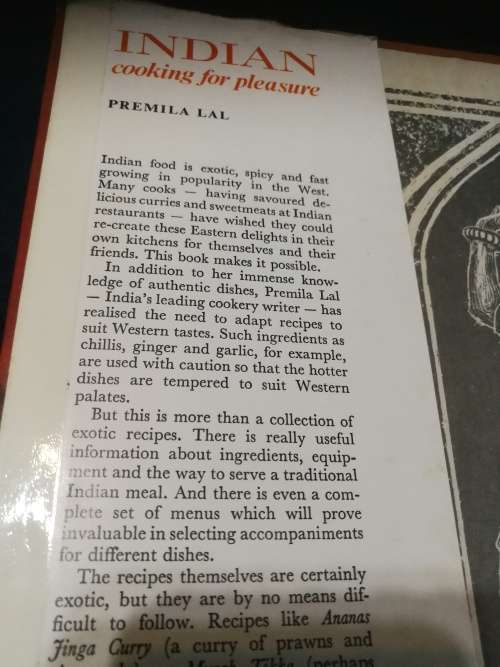 INDIAN
cooking for pleasure
PREMILA LAL
Indian food is exotic, spicy and fast
growing in popularity in the West.
Many cooks — having savoured de-
licious curries and sweetmeats at Indian
restaurants — have wished they could
re-create these Eastern delights in their
own kitchens for themselves and their
friends. This book makes it possible.
In addition to her immense know-
ledge of authentic dishes, Premila Lal
— India's leading cookery writer — has
realised the need to adapt recipes to
suit Western tastes. Such ingredients as
chillis, ginger and garlic, for example,
are used with caution so that the hotter
dishes are tempered to suit Western
palates.
But this is more than a collection of
exotic recipes. There is really useful
information about ingredients, equip-
ment and the way to serve a traditional
Indian meal. And there is even a com-
plete set of menus which will prove
invaluable in selecting accompaniments
for different dishes.
The recipes themselves are certainly
exotic, but they are by no means dif-
ficult to follow. Recipes like Ananas
Jinga Curry (a curry of prawns and
(perhaps